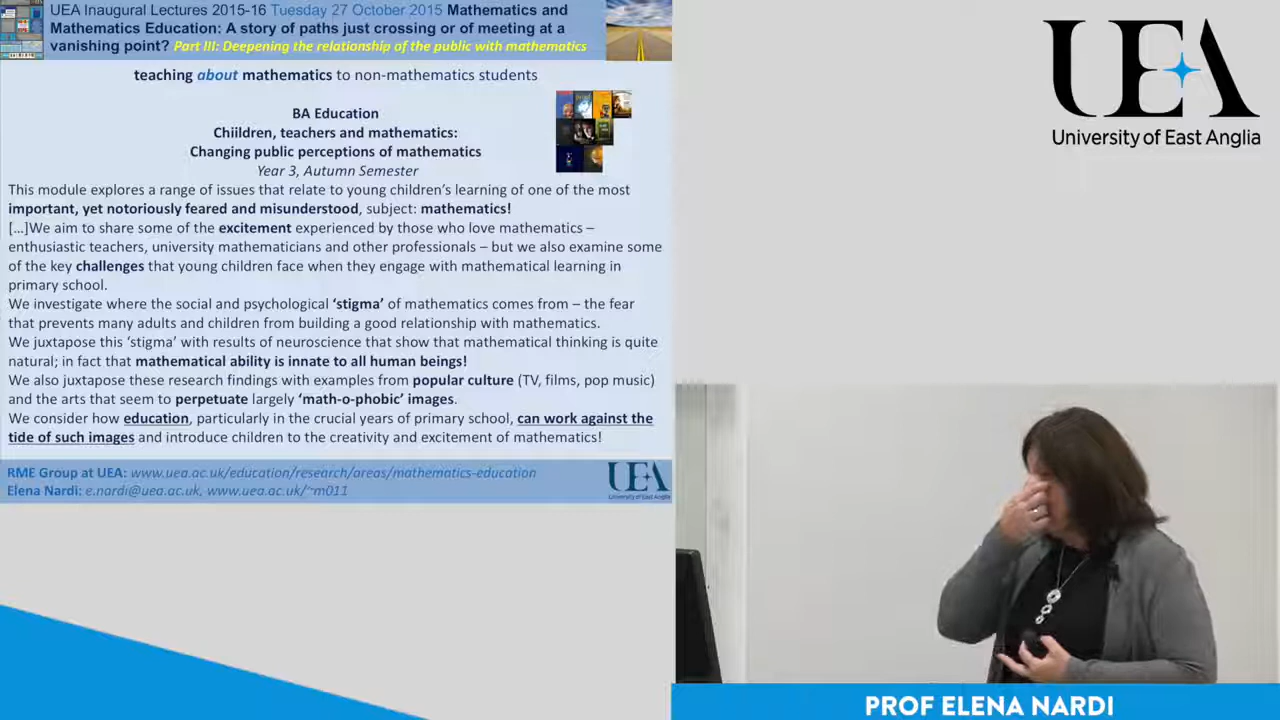 UEA Inaugural Lectures 2015-16 Tuesday 27 October 2015 Mathematics and
Mathematics Education: A story of paths just crossing or of meeting at a
vanishing point? Part III: Deepening the relationship of the public with mathematics
teaching about mathematics to non-mathematics students
BA Education
Chiildren, teachers and mathematics:
Changing public perceptions of mathematics
Year 3, Autumn Semester
This module explores a range of issues that relate to young children's learning of one of the most
important, yet notoriously feared and misunderstood, subject: mathematics!
[…]We aim to share some of the excitement experienced by those who love mathematics –
enthusiastic teachers, university mathematicians and other professionals – but we also examine some
of the key challenges that young children face when they engage with mathematical learning in
primary school.
We investigate where the social and psychological 'stigma' of mathematics comes from – the fear
that prevents many adults and children from building a good relationship with mathematics.
We juxtapose this 'stigma' with results of neuroscience that show that mathematical thinking is quite
natural; in fact that mathematical ability is innate to all human beings!
We also juxtapose these research findings with examples from popular culture (TV, films, pop music)
and the arts that seem to perpetuate largely 'math-o-phobic' images.
We consider how education, particularly in the crucial years of primary school, can work against the
tide of such images and introduce children to the creativity and excitement of mathematics!
RME Group at UEA: www.uea.ac.uk/education/research/areas/mathematics-education
Elena Nardi: e.nardi@uea.ac.uk, www.uea.ac.uk/~m011
UEA
University of East Anglia
UEA
University of East Anglia
PROF ELENA NARDI